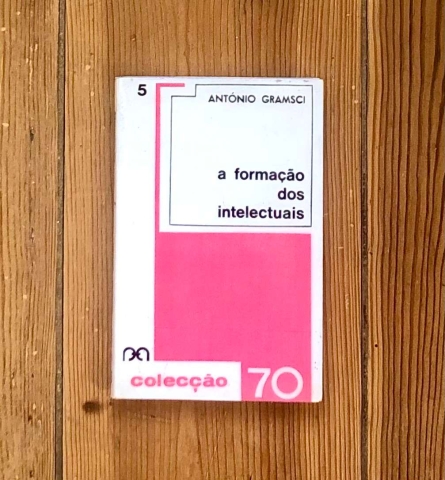 5
ANTÓNIO GRAMSCI
a formação
dos
intelectuais
colecção 70